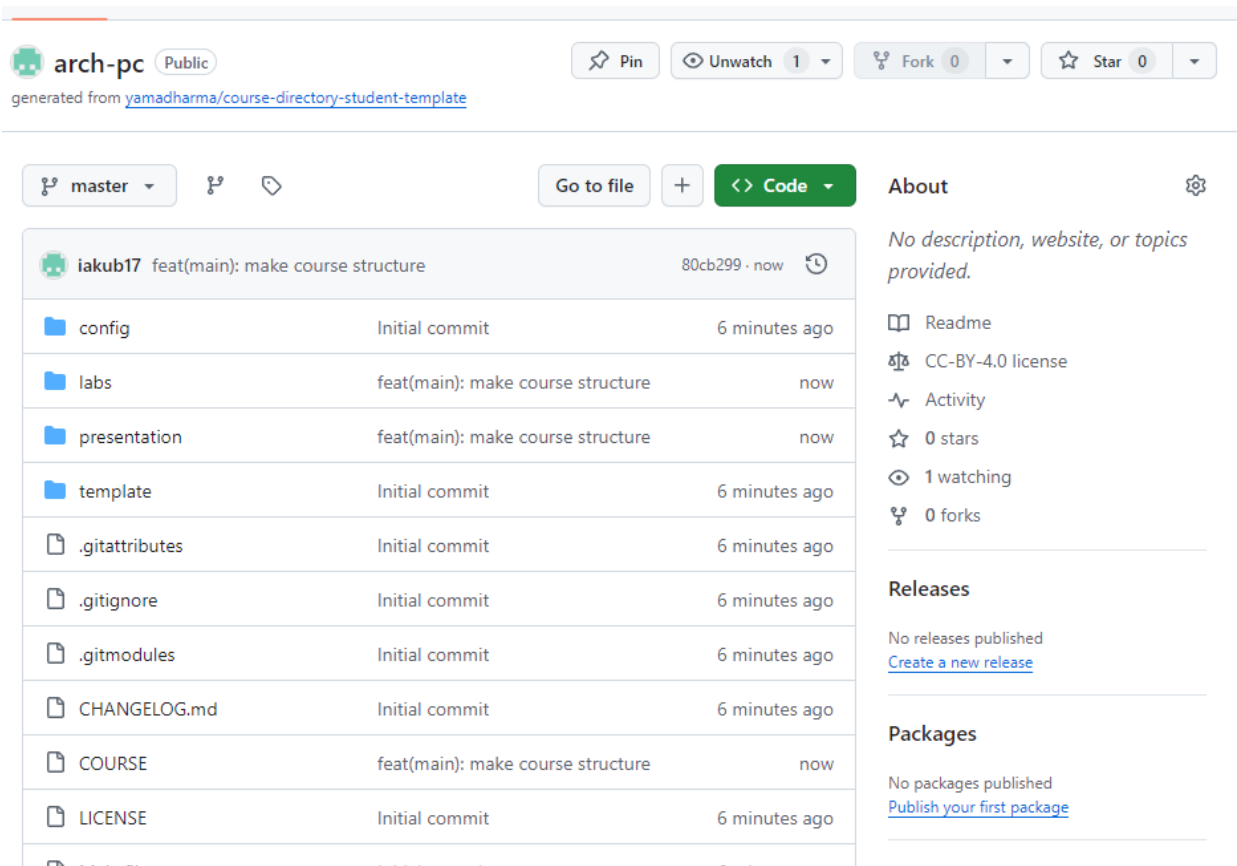 arch-pc Public Pin Unwatch 1 Fork 0 Star 0
generated from yamadharma/course-directory-student-template
master Go to file + <> Code
iakub17 feat(main): make course structure 80cb299 · now
config Initial commit 6 minutes ago
labs feat(main): make course structure now
presentation feat(main): make course structure now
template Initial commit 6 minutes ago
.gitattributes Initial commit 6 minutes ago
.gitignore Initial commit 6 minutes ago
.gitmodules Initial commit 6 minutes ago
CHANGELOG.md Initial commit 6 minutes ago
COURSE feat(main): make course structure now
LICENSE Initial commit 6 minutes ago
About
No description, website, or topics
provided.
Readme
CC-BY-4.0 license
Activity
0 stars
1 watching
0 forks
Releases
No releases published
Create a new release
Packages
No packages published
Publish your first package